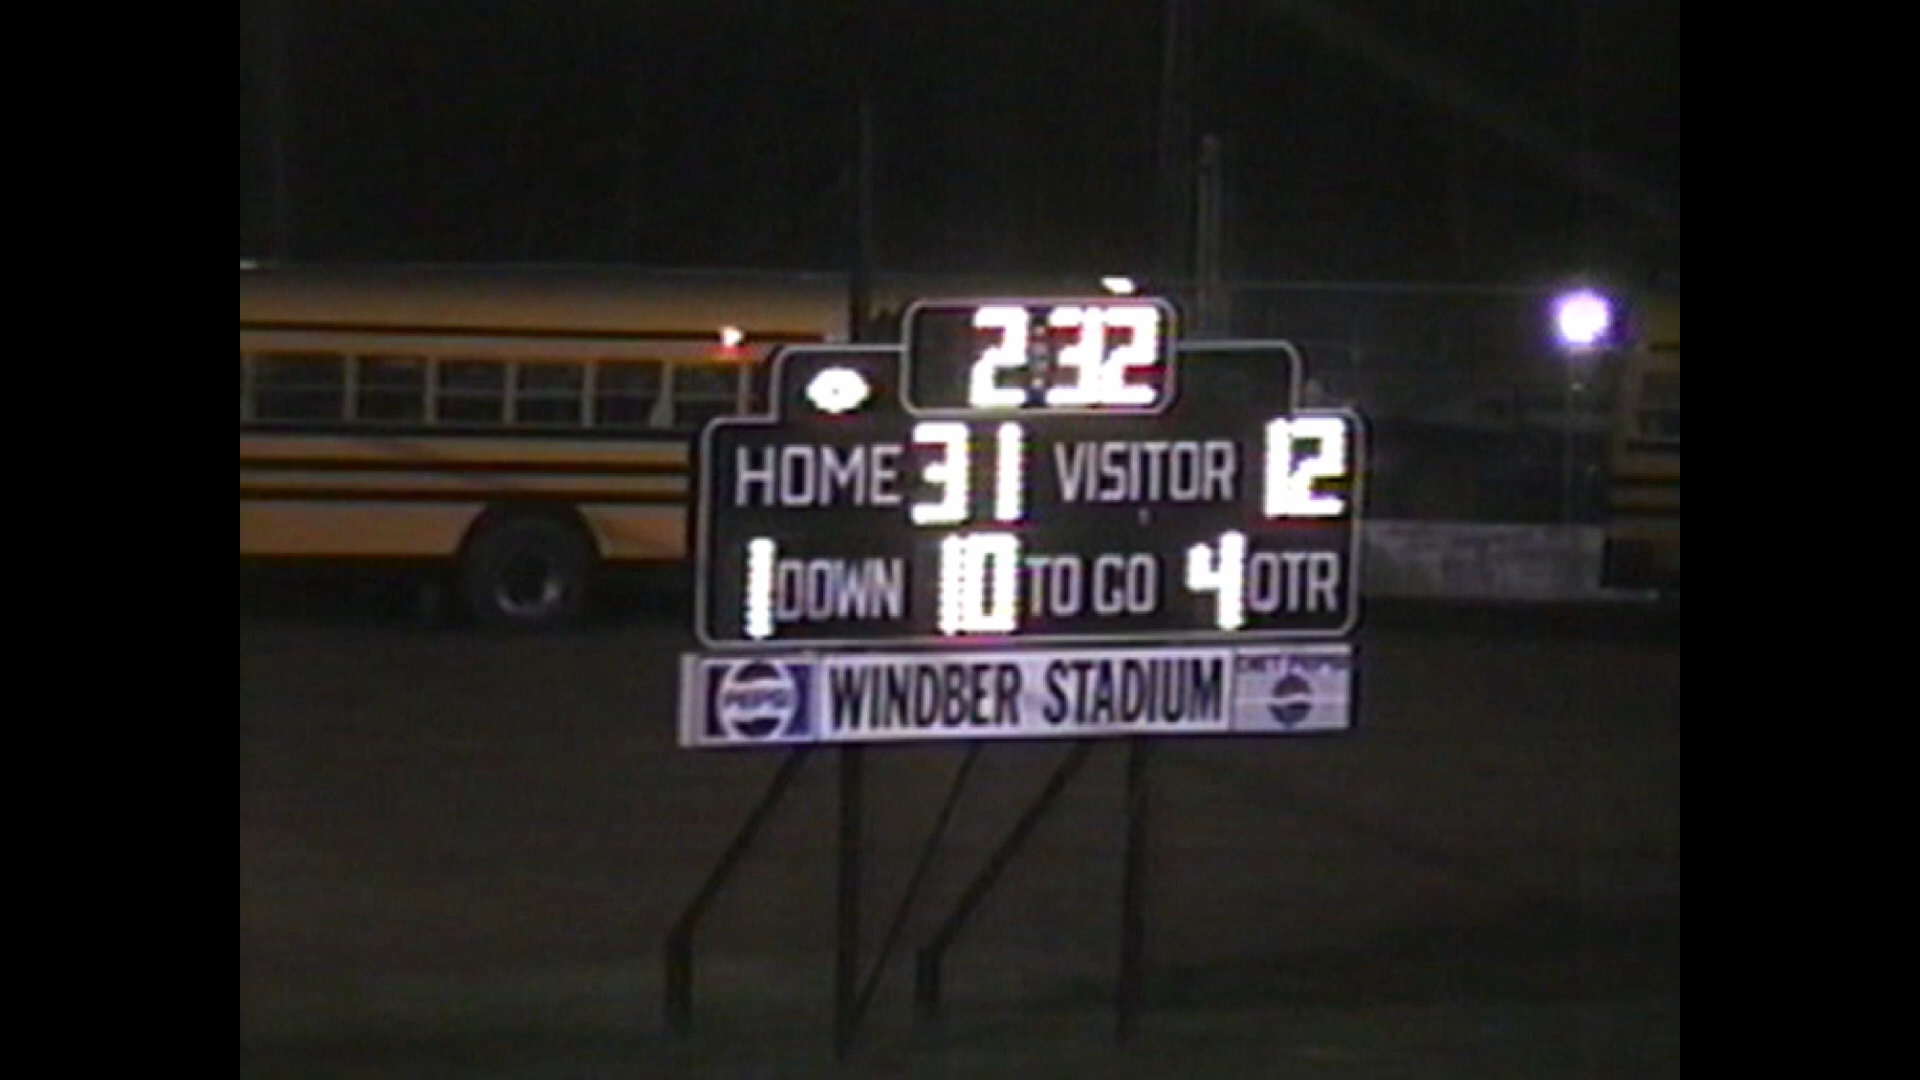 2:32
HOME 31 VISITOR 12
1 DOWN 10 TO GO 4 QTR
PEPSI WINDBER STADIUM DIET PEPSI